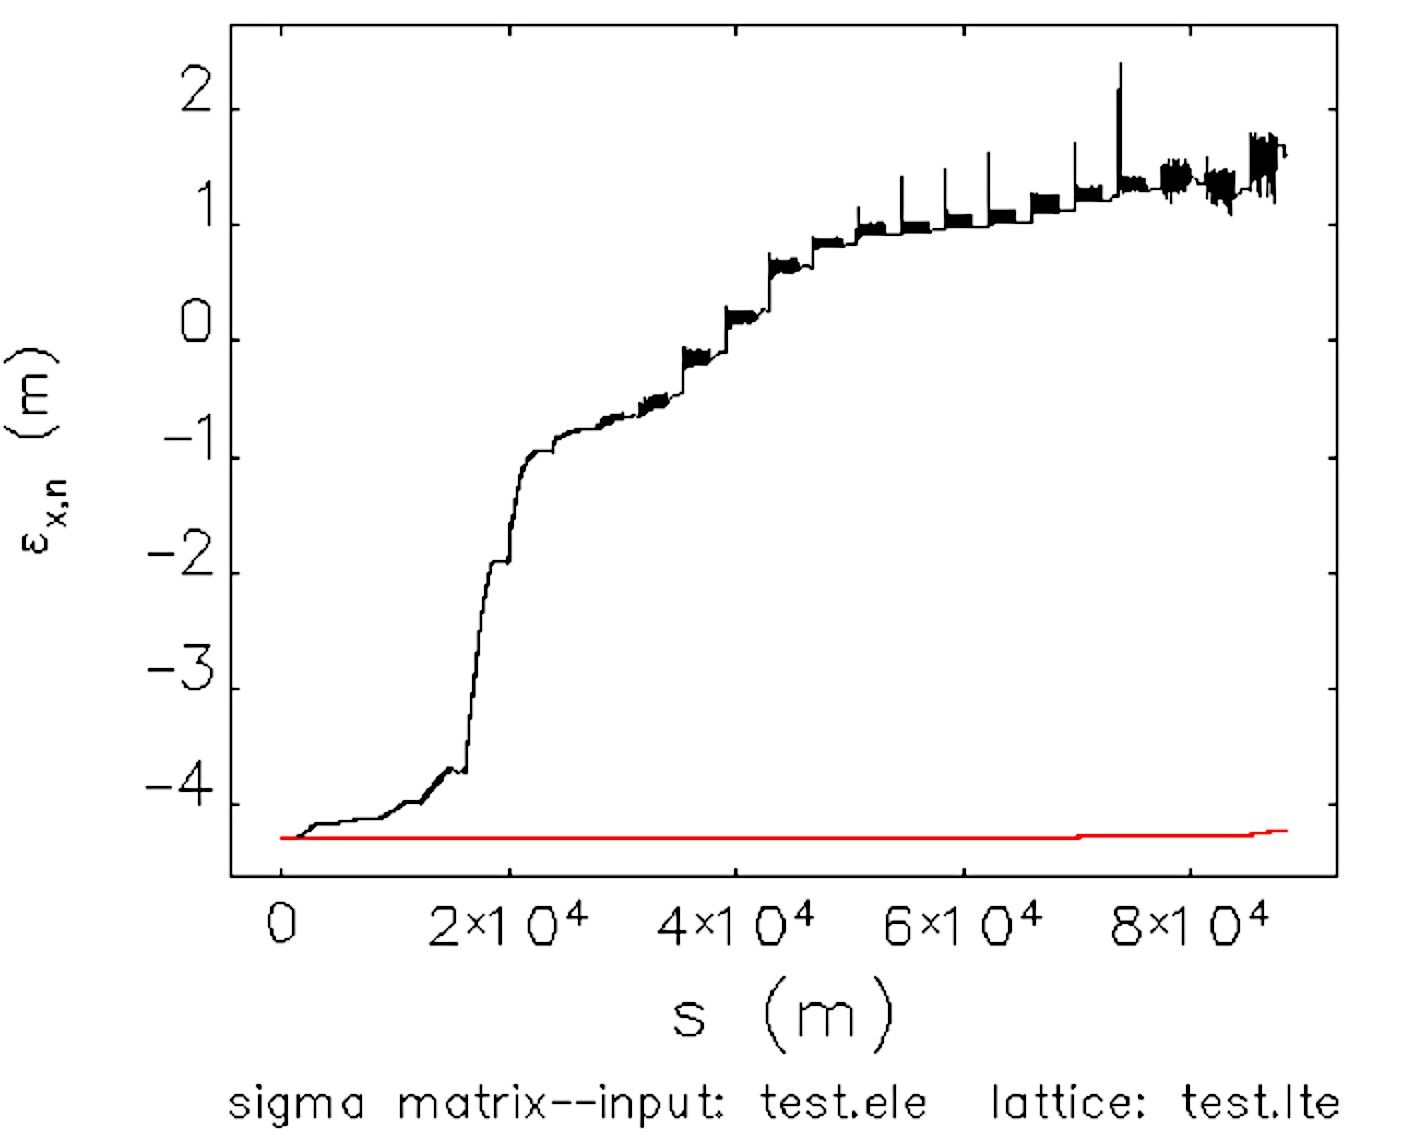 2
1
0
-1
-2
-3
-4
εx,n (m)
0 2×10⁴ 4×10⁴ 6×10⁴ 8×10⁴
s (m)
sigma matrix--input: test.ele lattice: test.lte